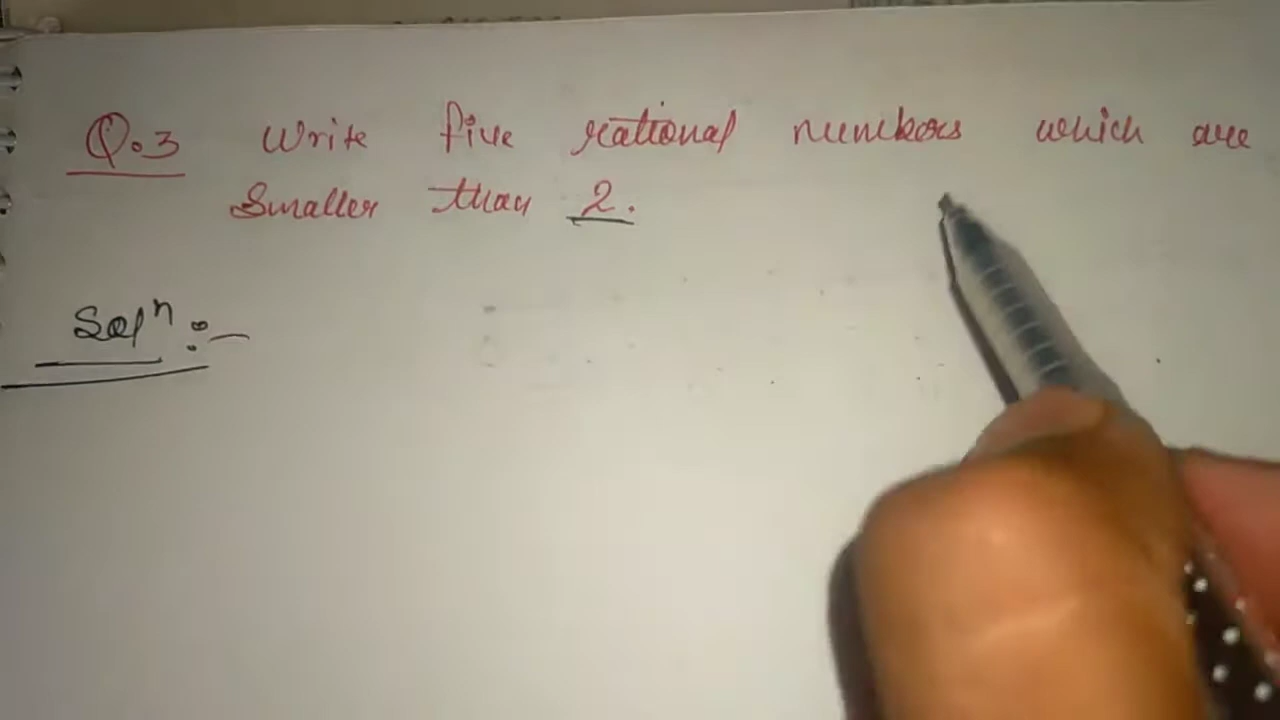 Q.3 Write five rational numbers which are
Smaller than 2.
Solⁿ :-